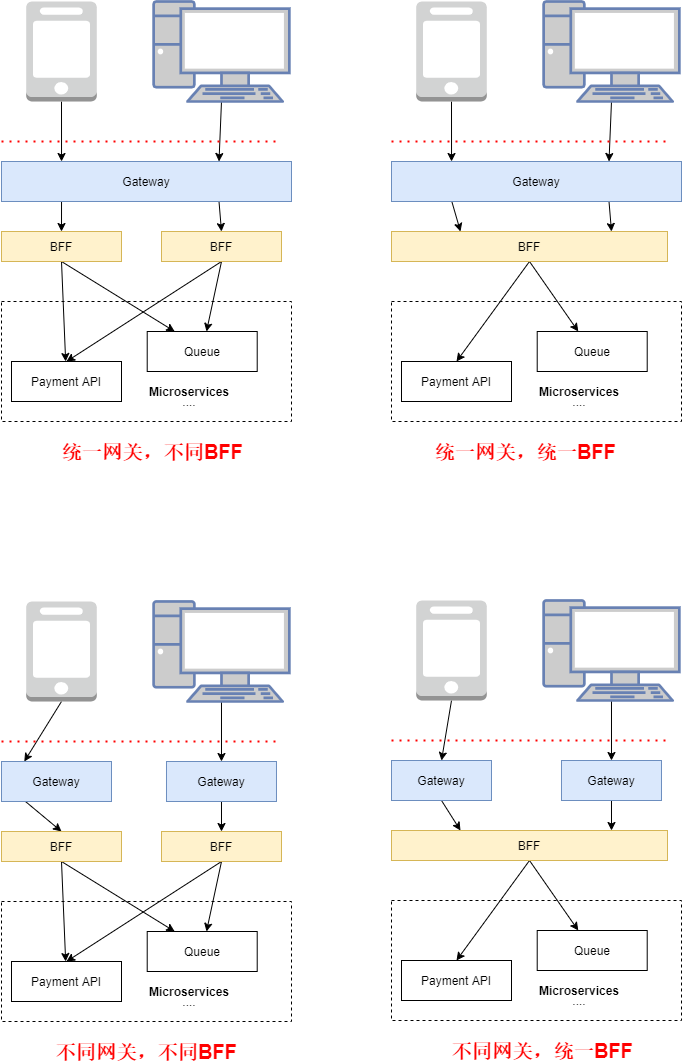 Gateway
BFF
BFF
Queue
Payment API
Microservices
....
统一网关，不同BFF
Gateway
BFF
Queue
Payment API
Microservices
....
统一网关，统一BFF
Gateway
Gateway
BFF
BFF
Queue
Payment API
Microservices
....
不同网关，不同BFF
Gateway
Gateway
BFF
Queue
Payment API
Microservices
....
不同网关，统一BFF